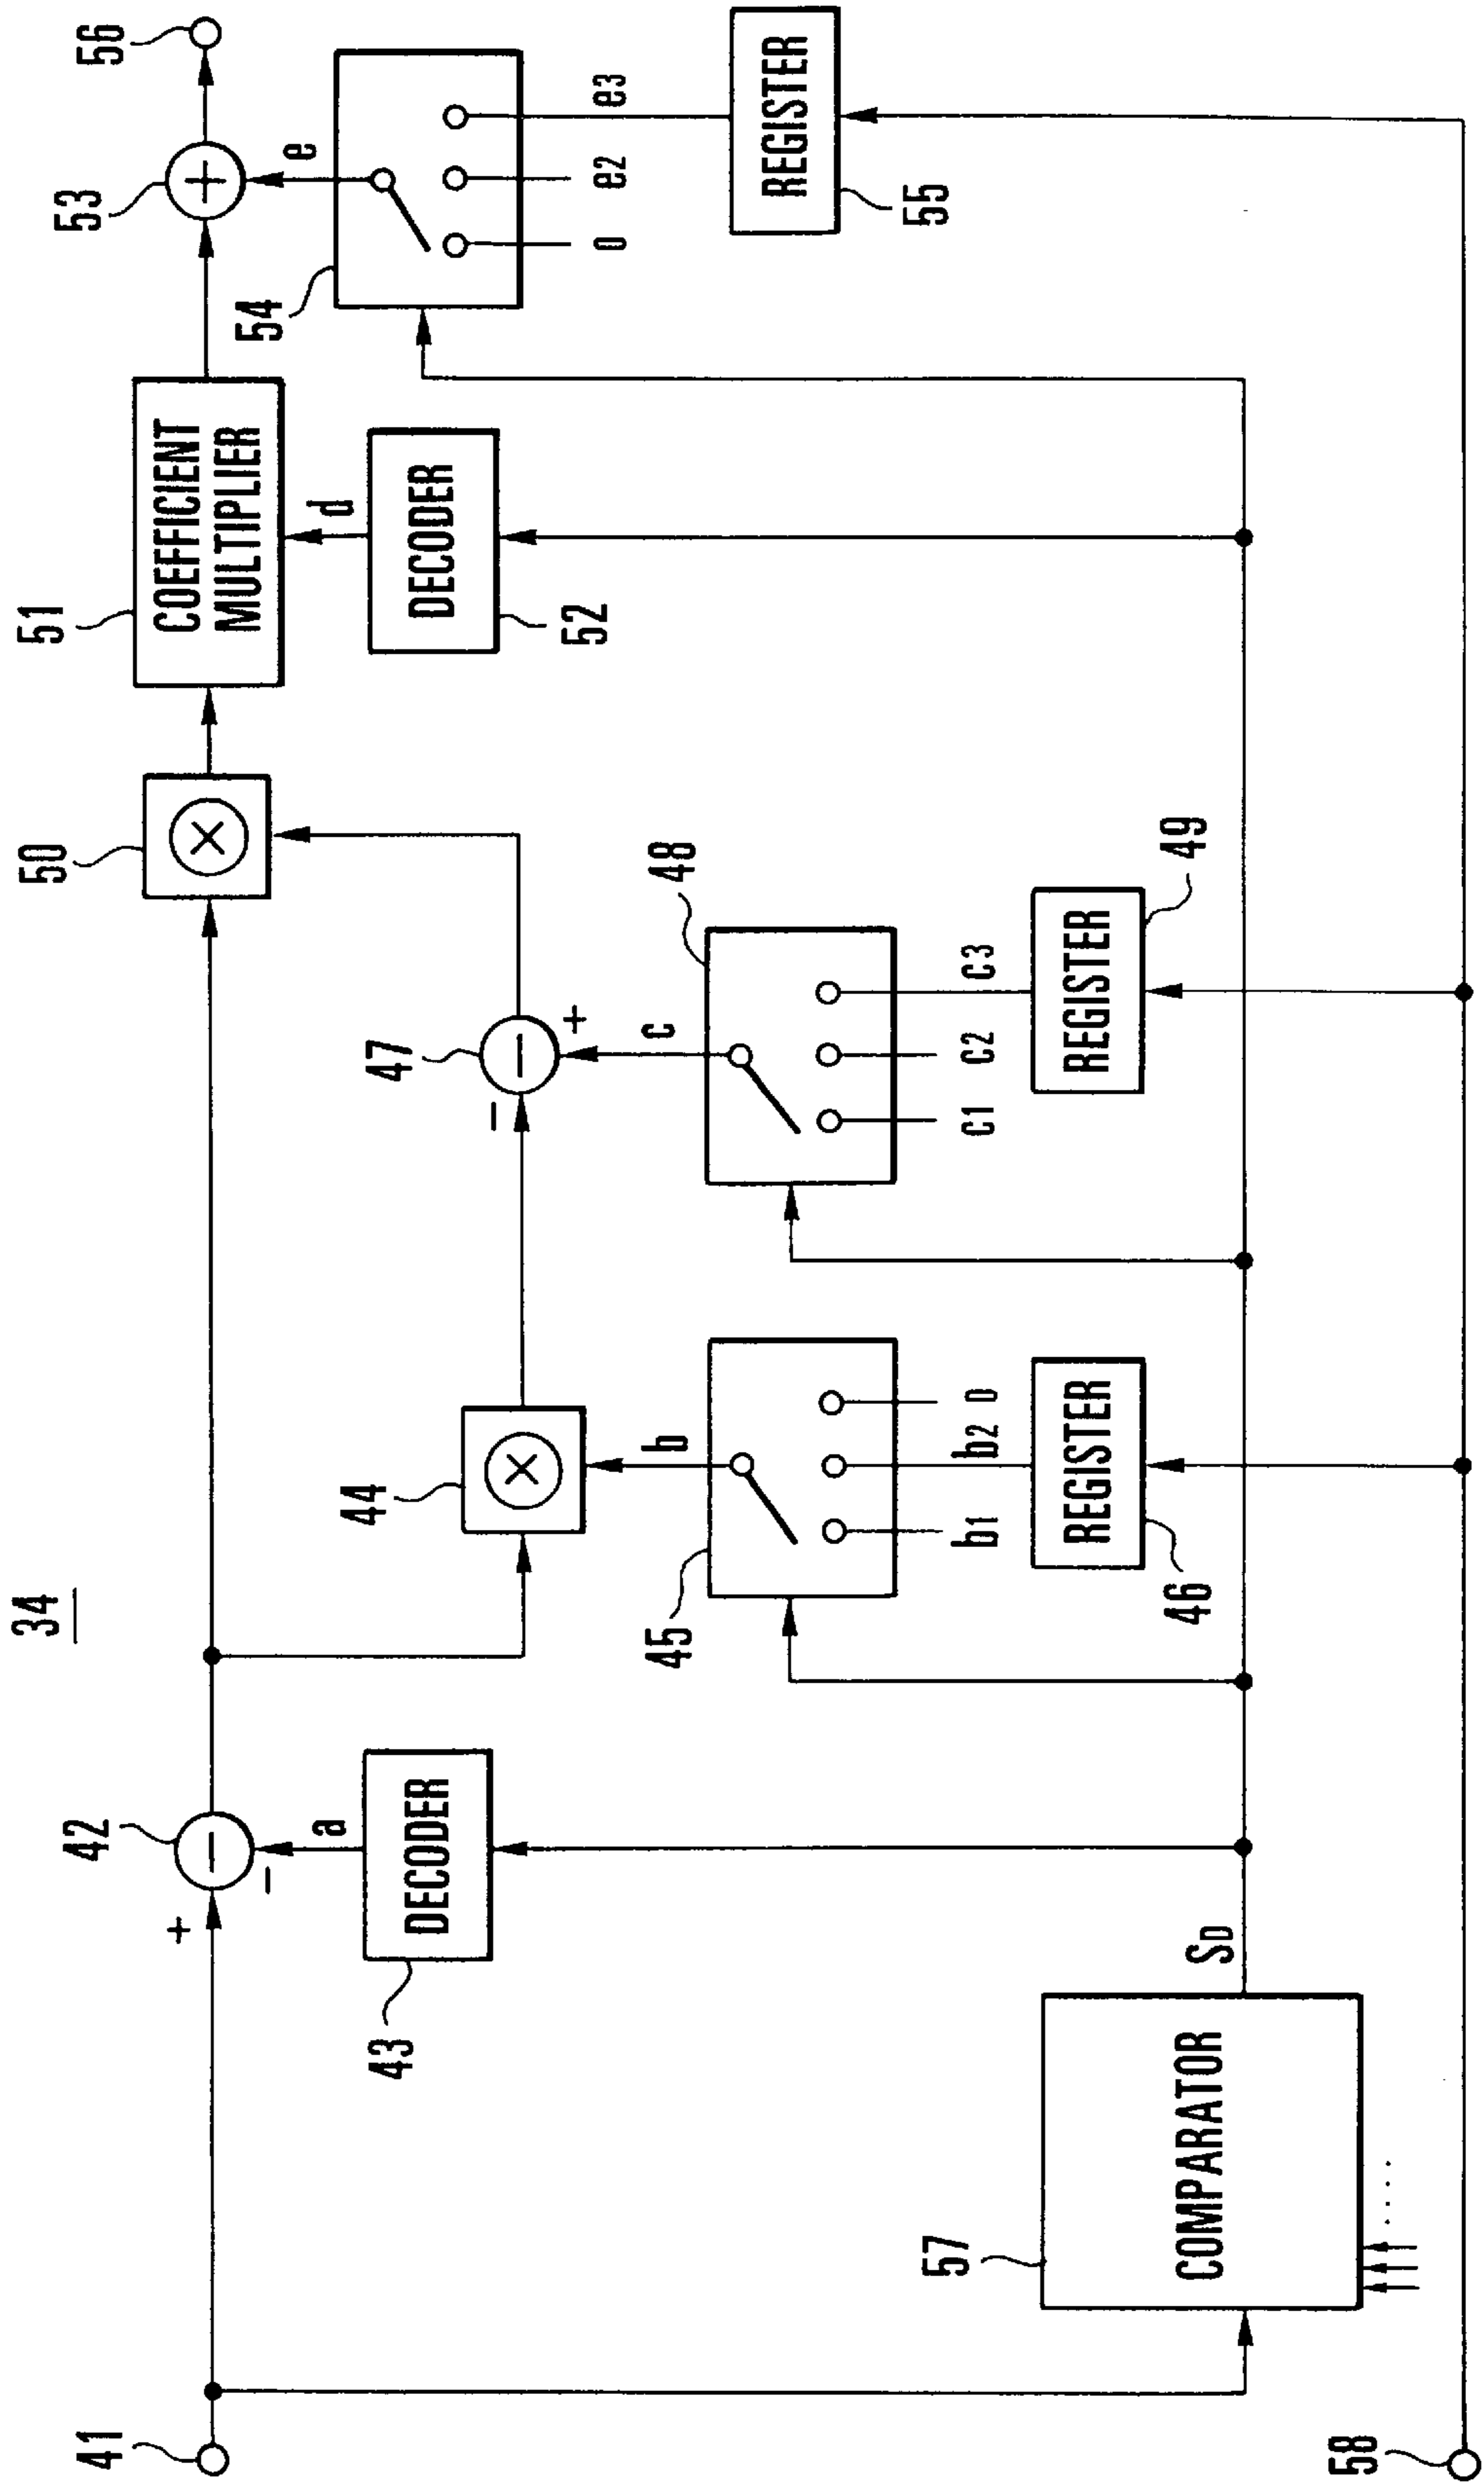 34
41
42
+
−
−
a
DECODER
43
44
×
b
45
b1
b2
0
REGISTER
46
47
−
−
+
c
48
c1
c2
c3
REGISTER
49
50
×
51
COEFFICIENT
MULTIPLIER
d
DECODER
52
53
+
e
54
0
e2
e3
REGISTER
55
56
57
COMPARATOR
SD
....
58